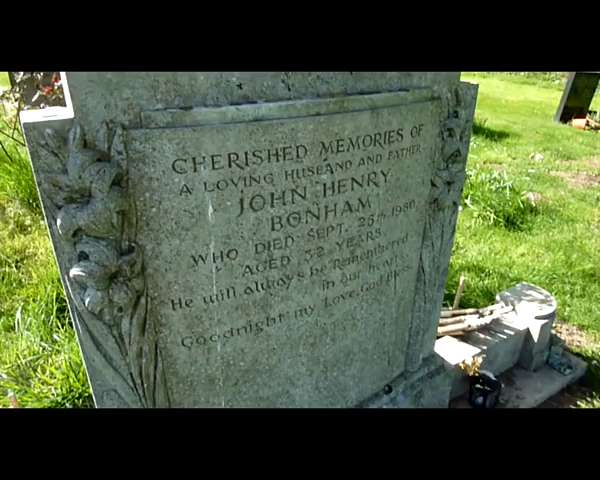 CHERISHED MEMORIES OF
A LOVING HUSBAND AND FATHER.
JOHN HENRY
BONHAM
WHO DIED SEPT. 25th 1980.
AGED 32 YEARS.
He will always be Remembered
in our hearts.
Goodnight my Love. God Bless.